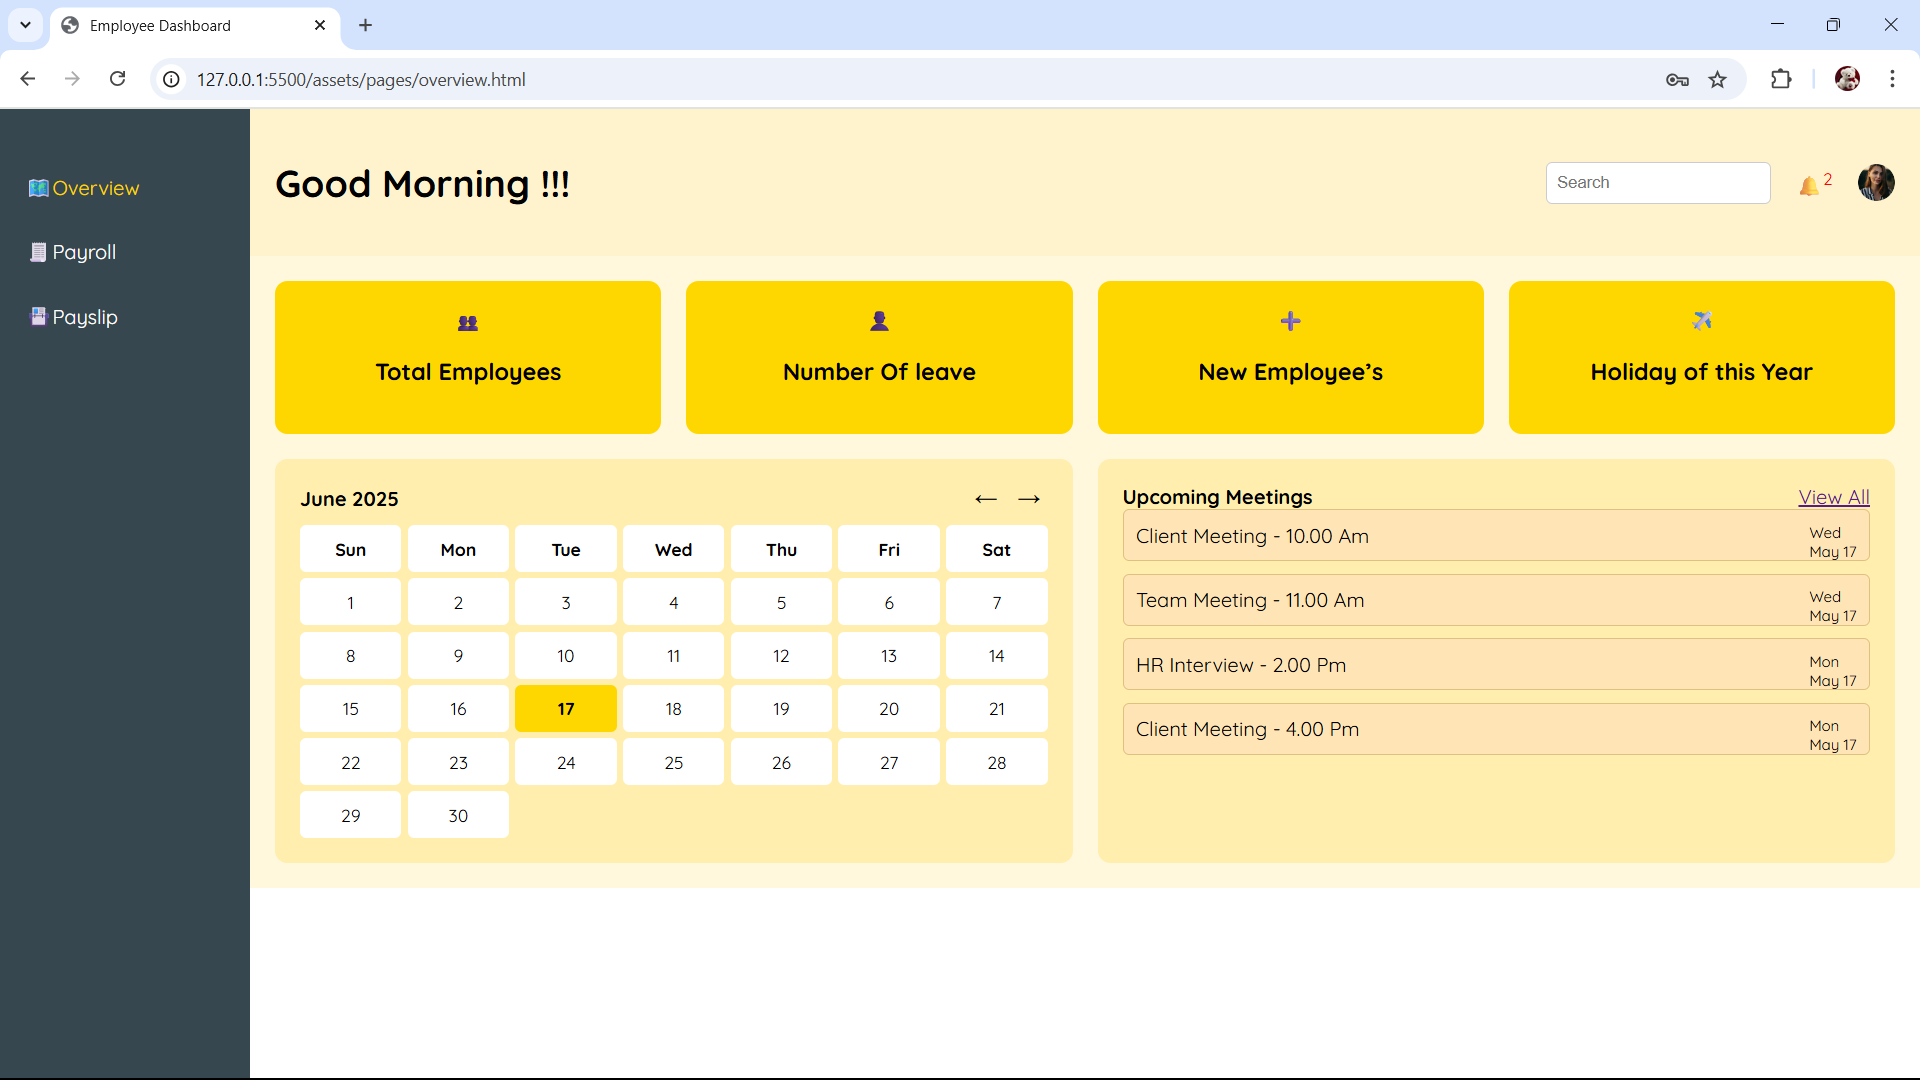 Employee Dashboard
127.0.0.1:5500/assets/pages/overview.html
Overview
Payroll
Payslip
Good Morning !!!
Search
2
Total Employees
Number Of leave
New Employee’s
Holiday of this Year
June 2025
← →
Sun Mon Tue Wed Thu Fri Sat
1 2 3 4 5 6 7
8 9 10 11 12 13 14
15 16 17 18 19 20 21
22 23 24 25 26 27 28
29 30
Upcoming Meetings View All
Client Meeting - 10.00 Am
Wed
May 17
Team Meeting - 11.00 Am
Wed
May 17
HR Interview - 2.00 Pm
Mon
May 17
Client Meeting - 4.00 Pm
Mon
May 17